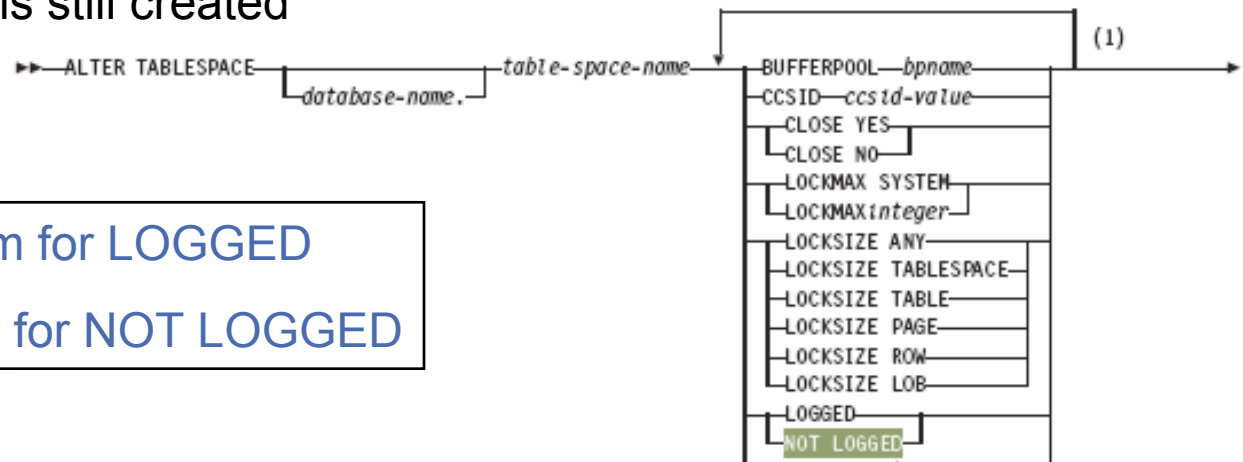 is still created
(1)
ALTER TABLESPACE table-space-name BUFFERPOOL bpname
database-name. CCSID ccsid-value
CLOSE YES
CLOSE NO
LOCKMAX SYSTEM
LOCKMAXinteger
for LOGGED
LOCKSIZE ANY
LOCKSIZE TABLESPACE
LOCKSIZE TABLE
for NOT LOGGED
LOCKSIZE PAGE
LOCKSIZE ROW
LOCKSIZE LOB
LOGGED
NOT LOGGED